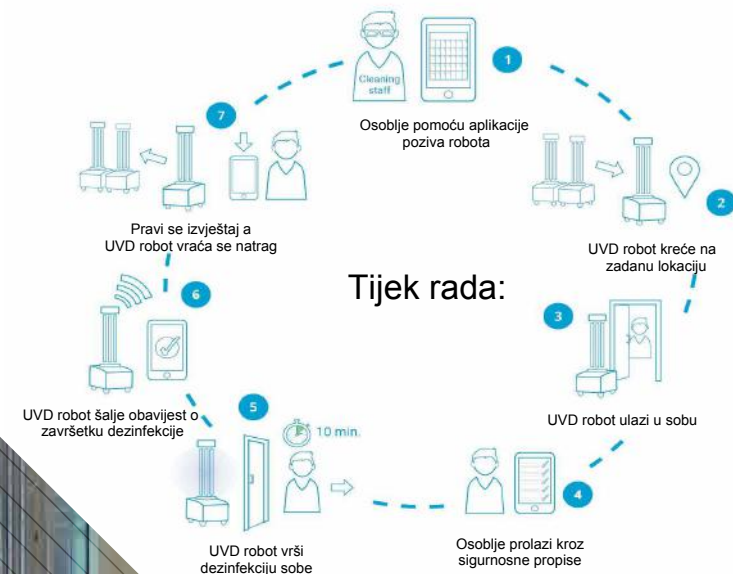 Tijek rada:
1
Cleaning
staff
Osoblje pomoću aplikacije
poziva robota
2
UVD robot kreće na
zadanu lokaciju
3
UVD robot ulazi u sobu
4
Osoblje prolazi kroz
sigurnosne propise
5
10 min.
UVD robot vrši
dezinfekciju sobe
6
UVD robot šalje obavijest o
završetku dezinfekcije
7
Pravi se izvještaj a
UVD robot vraća se natrag